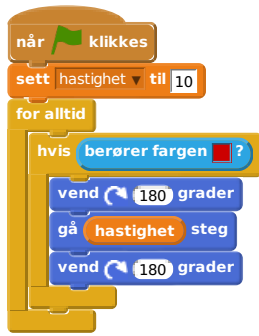 når klikkes
sett hastighet til 10
for alltid
hvis berører fargen ?
vend 180 grader
gå hastighet steg
vend 180 grader